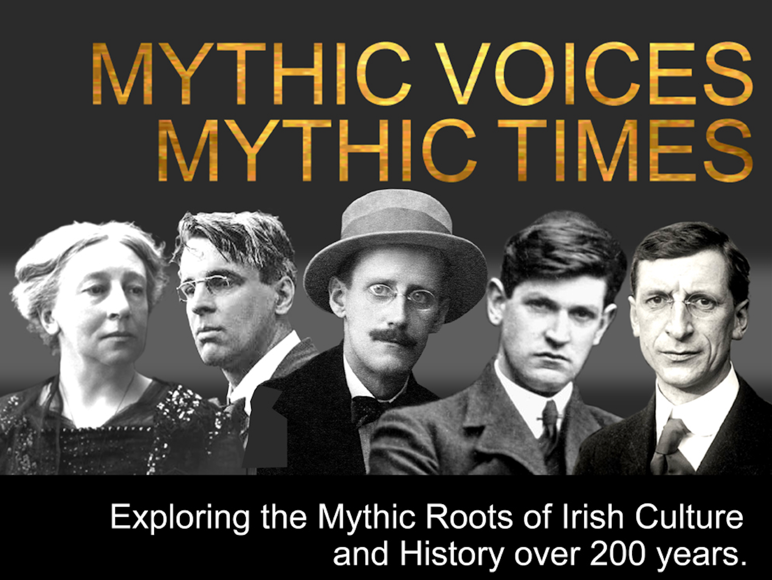 MYTHIC VOICES
MYTHIC TIMES
Exploring the Mythic Roots of Irish Culture
and History over 200 years.